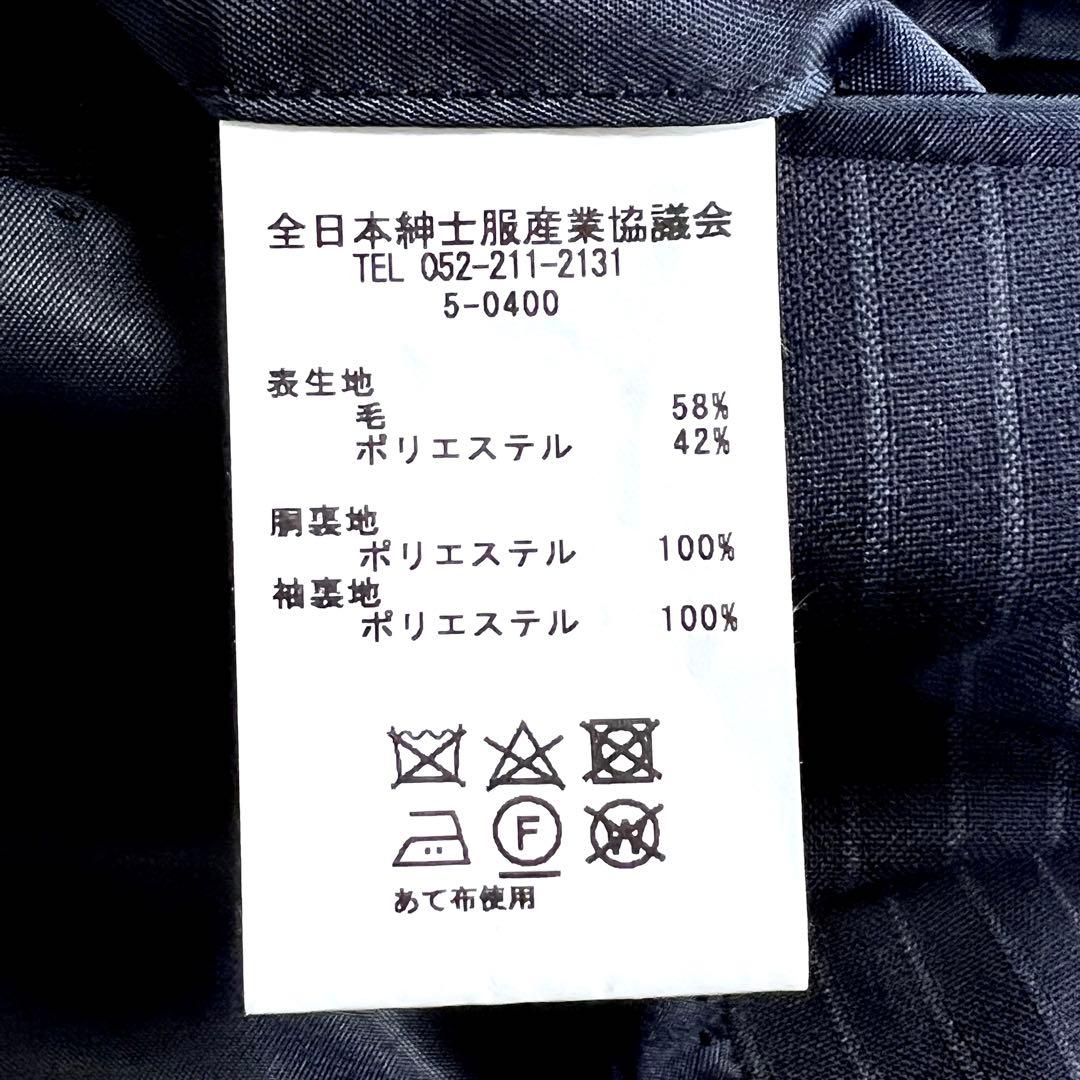 全日本紳士服産業協議会
TEL 052-211-2131
5-0400
表生地
毛 58%
ポリエステル 42%
胴裏地
ポリエステル 100%
袖裏地
ポリエステル 100%
F
W
あて布使用